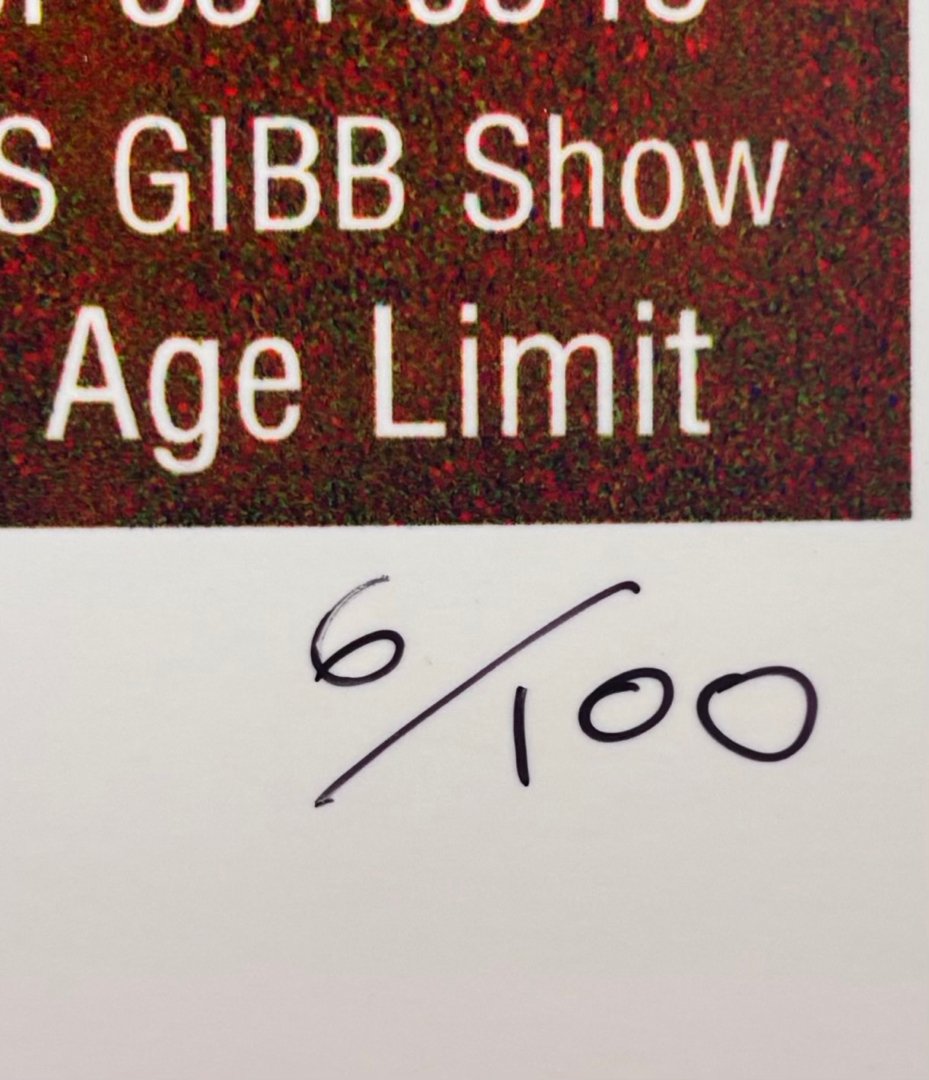 S GIBB Show
Age Limit
6/100